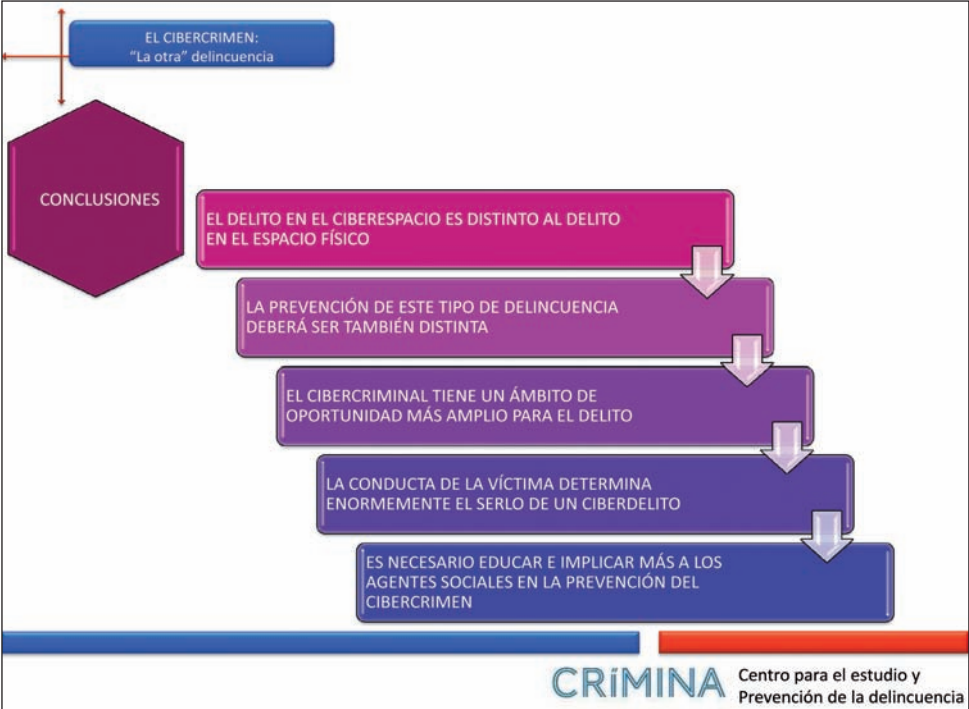 EL CIBERCRIMEN:
"La otra" delincuencia
CONCLUSIONES
EL DELITO EN EL CIBERESPACIO ES DISTINTO AL DELITO
EN EL ESPACIO FÍSICO
LA PREVENCIÓN DE ESTE TIPO DE DELINCUENCIA
DEBERÁ SER TAMBIÉN DISTINTA
EL CIBERCRIMINAL TIENE UN ÁMBITO DE
OPORTUNIDAD MÁS AMPLIO PARA EL DELITO
LA CONDUCTA DE LA VÍCTIMA DETERMINA
ENORMEMENTE EL SERLO DE UN CIBERDELITO
ES NECESARIO EDUCAR E IMPLICAR MÁS A LOS
AGENTES SOCIALES EN LA PREVENCIÓN DEL
CIBERCRIMEN
CRÍMINA
Centro para el estudio y
Prevención de la delincuencia